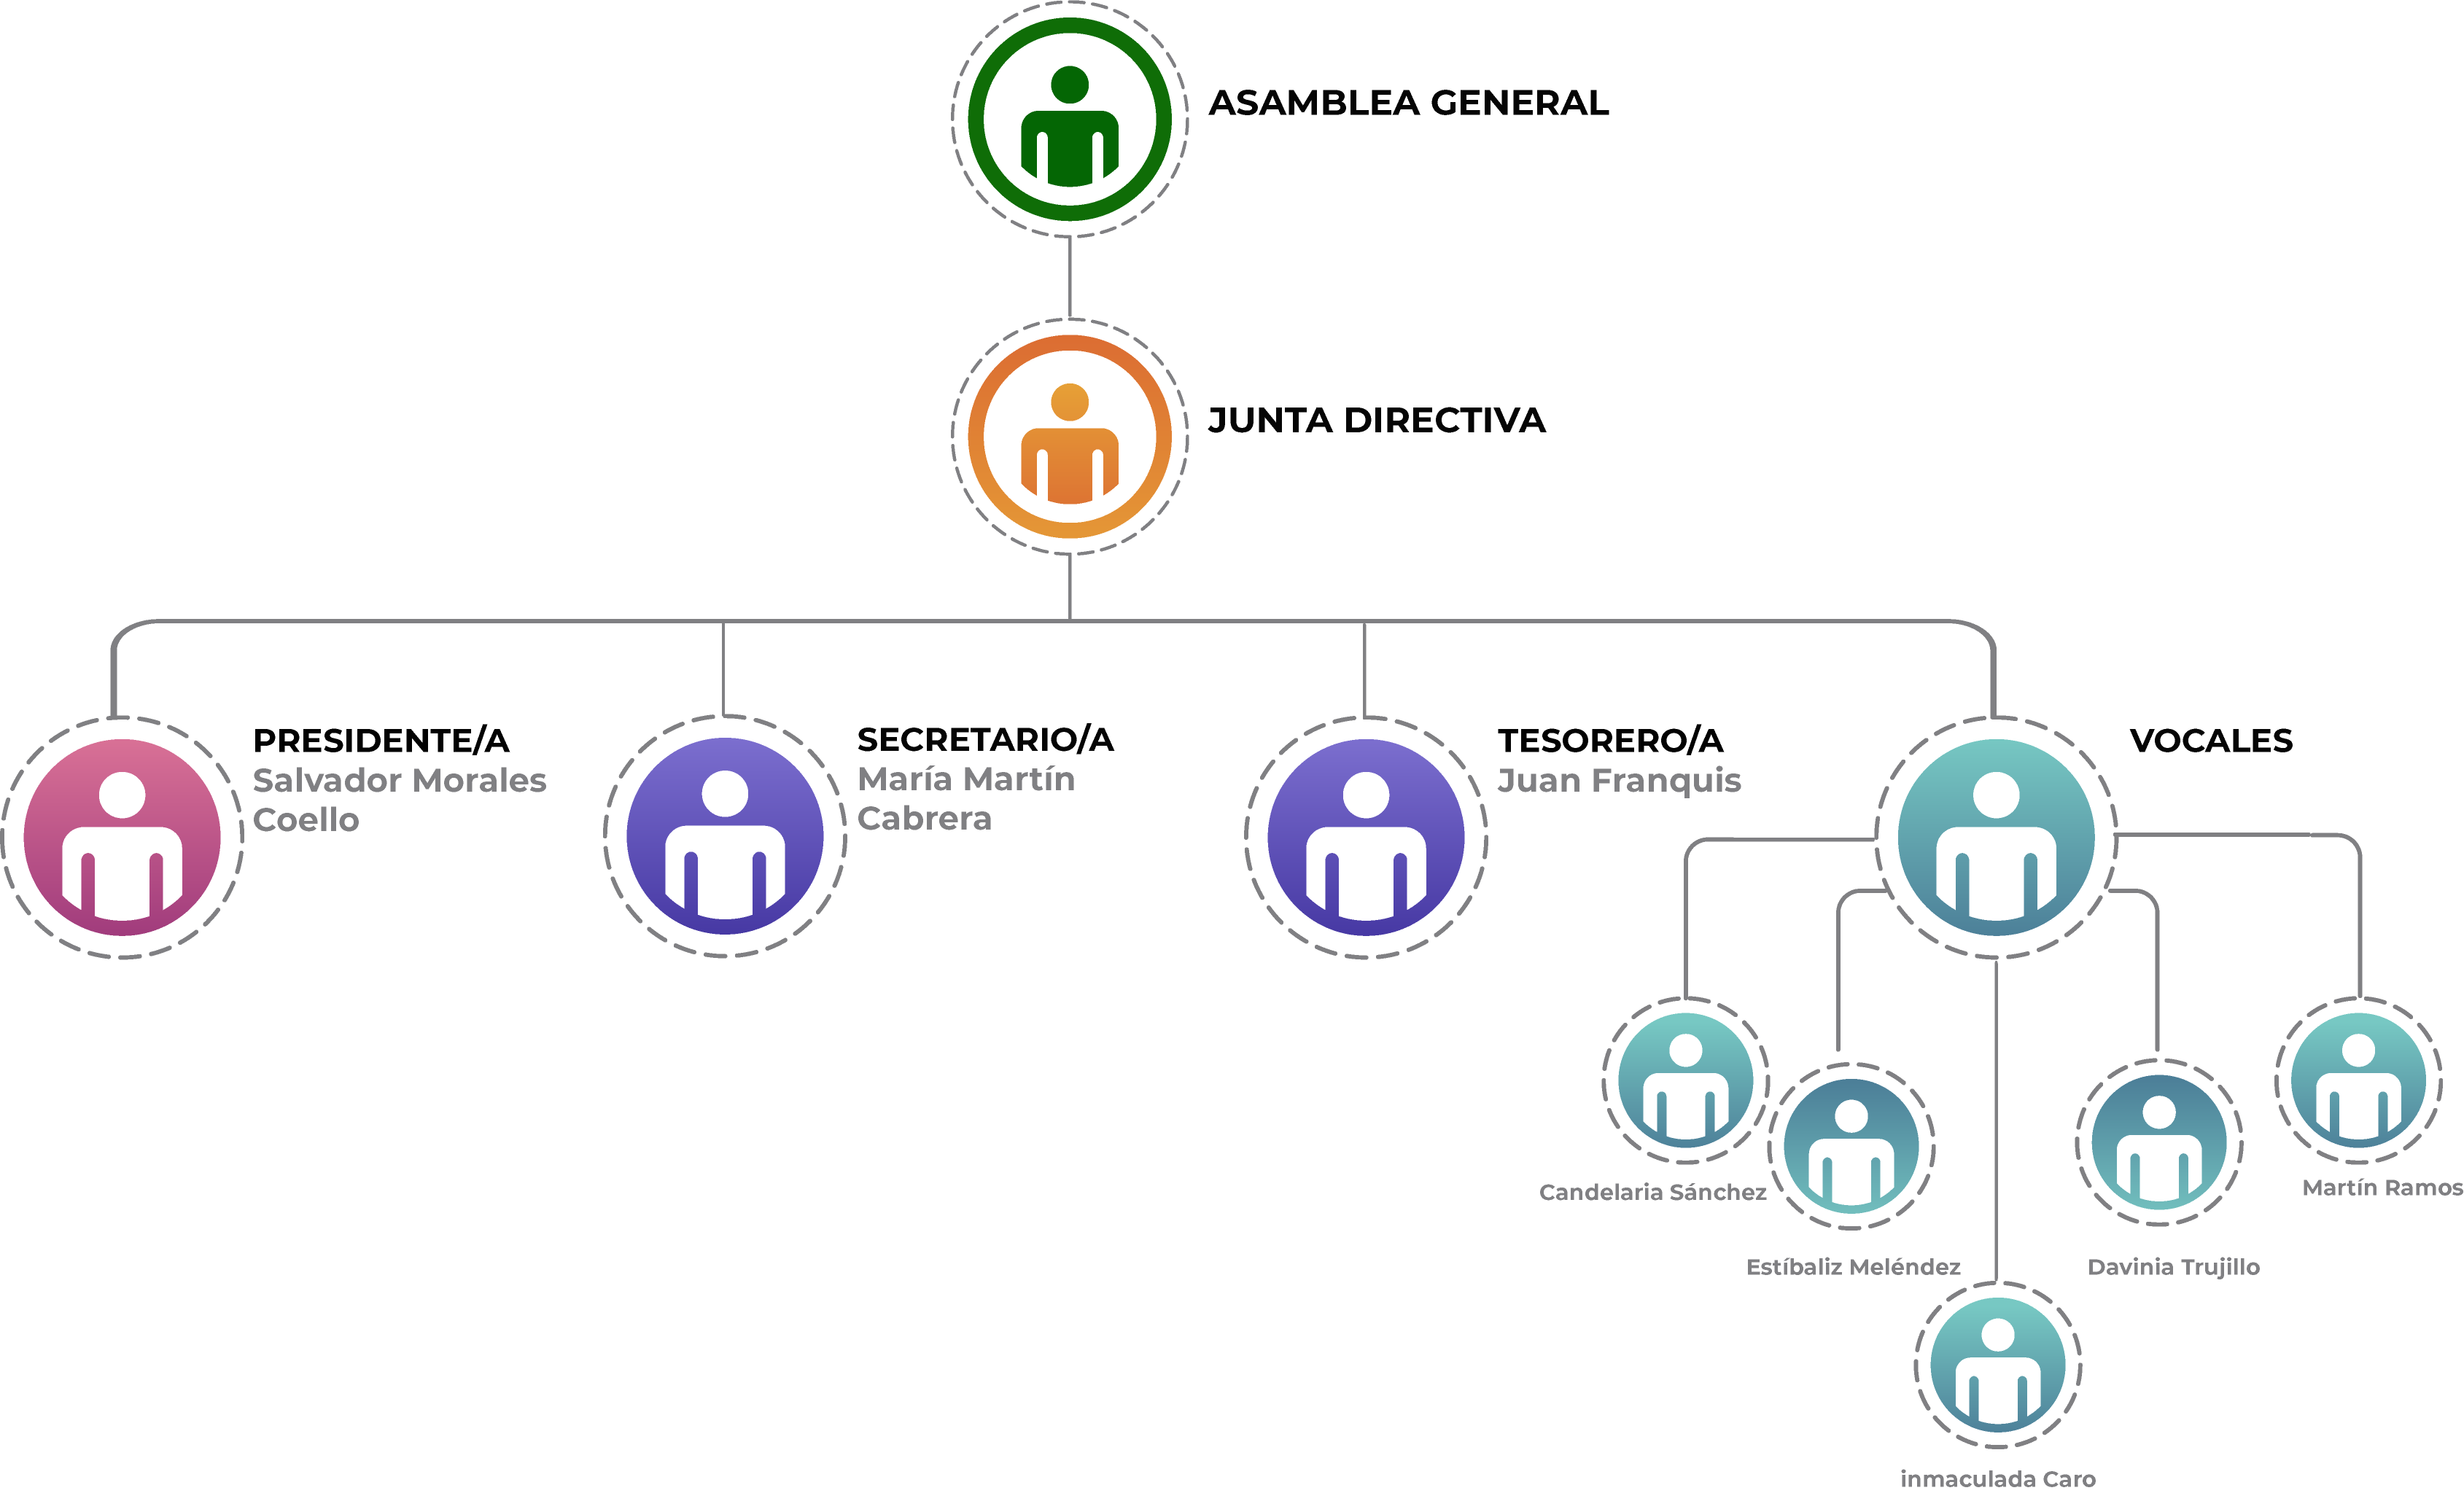 ASAMBLEA GENERAL
JUNTA DIRECTIVA
PRESIDENTE/A
Salvador Morales
Coello
SECRETARIO/A
María Martín
Cabrera
TESORERO/A
Juan Franquis
VOCALES
Candelaria Sánchez
Estíbaliz Meléndez
inmaculada Caro
Davinia Trujillo
Martín Ramos